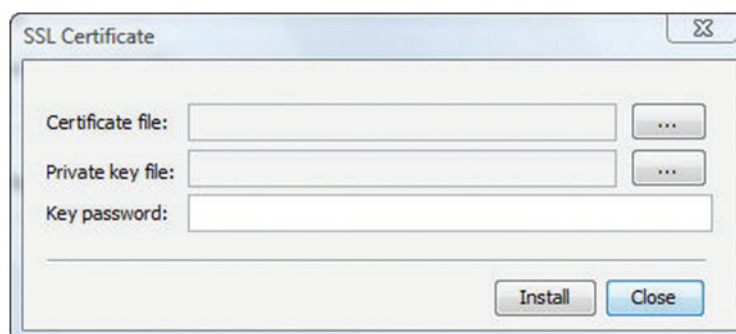 SSL Certificate
Certificate file:
...
Private key file:
...
Key password:
Install Close